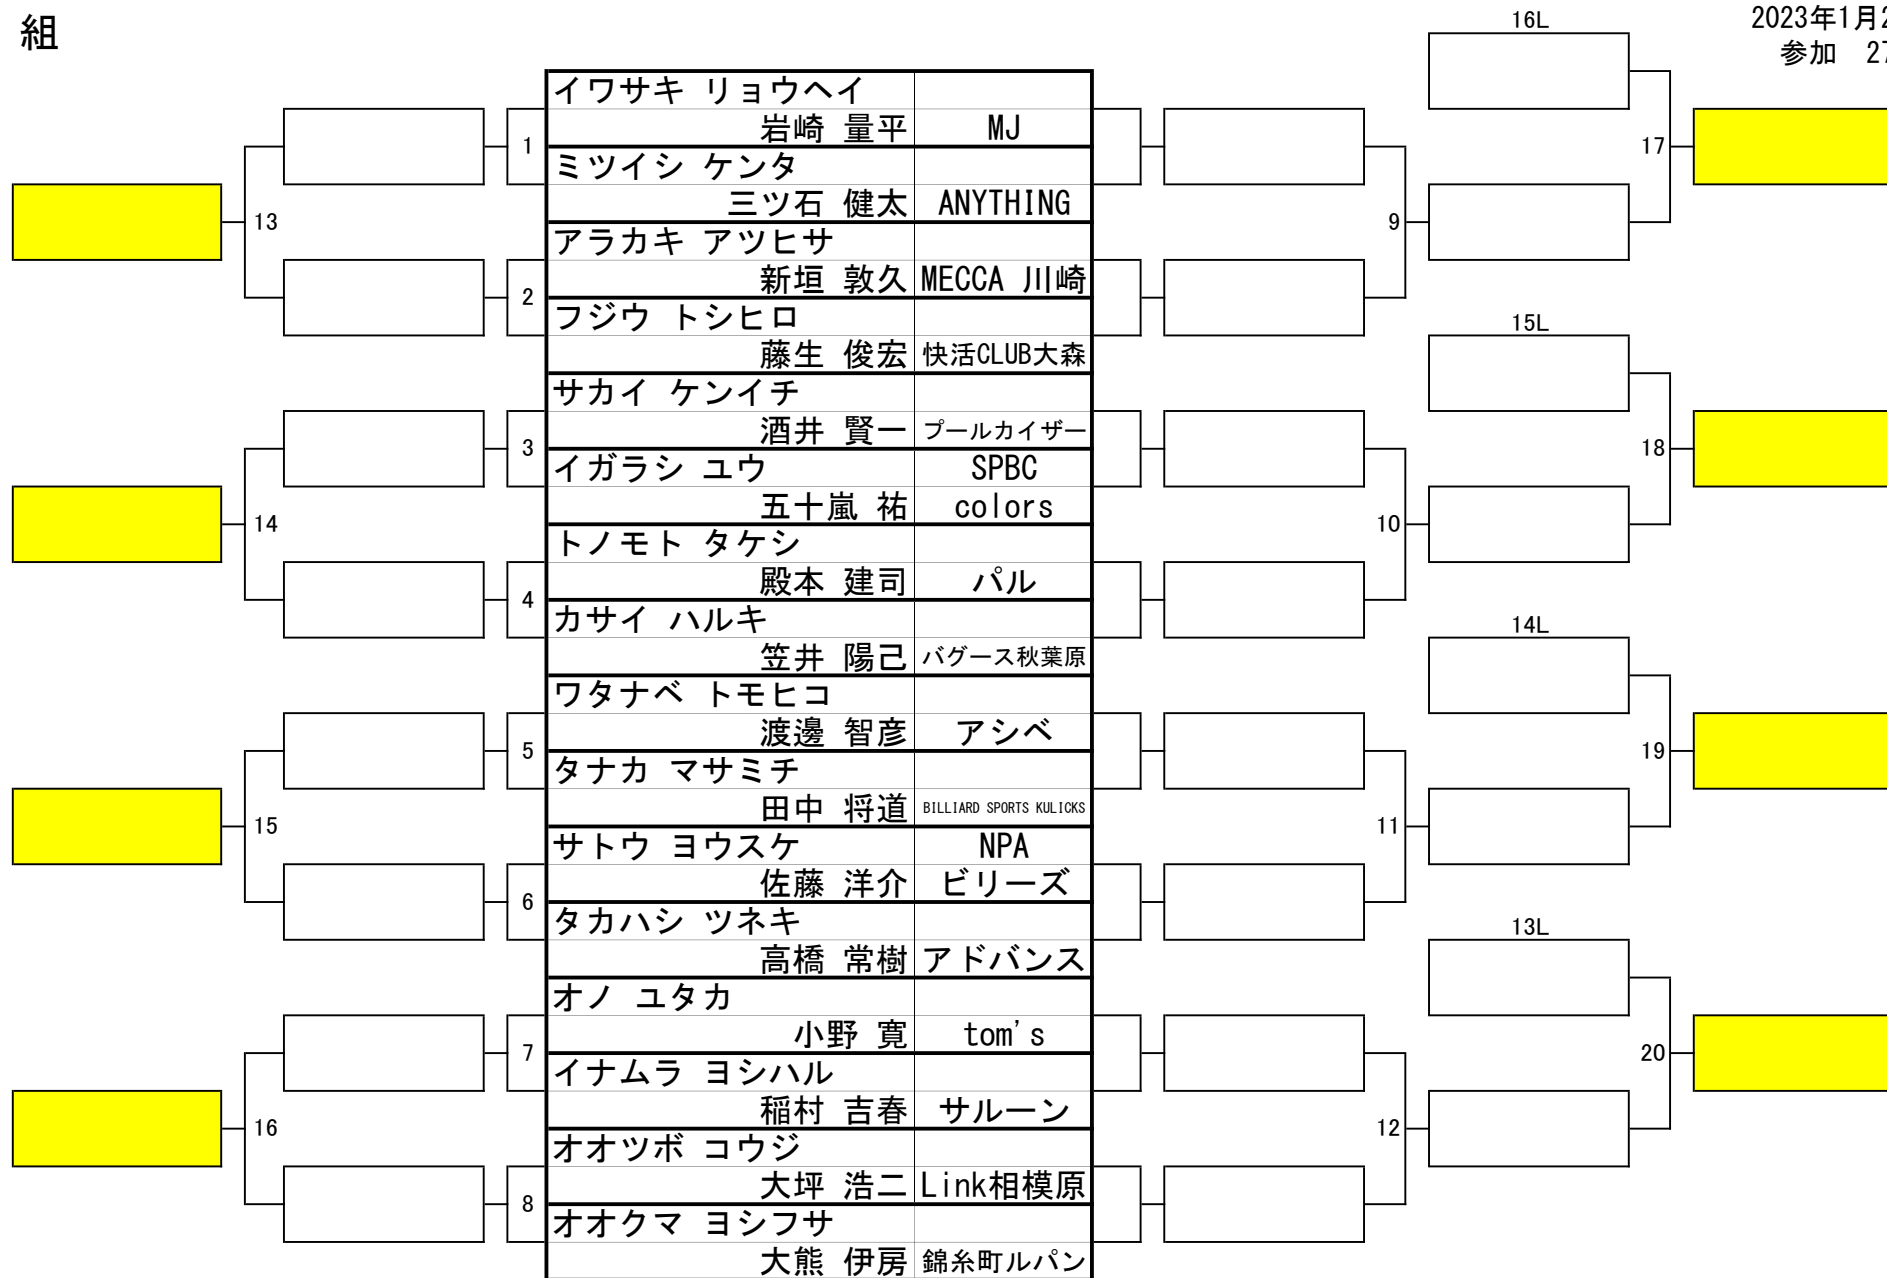 組
2023年1月2
参加 27
イワサキ リョウヘイ
岩崎 量平 MJ
ミツイシ ケンタ
三ツ石 健太 ANYTHING
アラカキ アツヒサ
新垣 敦久 MECCA 川崎
フジウ トシヒロ
藤生 俊宏 快活CLUB大森
サカイ ケンイチ
酒井 賢一 プールカイザー
イガラシ ユウ SPBC
五十嵐 祐 colors
トノモト タケシ
殿本 建司 パル
カサイ ハルキ
笠井 陽己 バグース秋葉原
ワタナベ トモヒコ
渡邊 智彦 アシベ
タナカ マサミチ
田中 将道 BILLIARD SPORTS KULICKS
サトウ ヨウスケ NPA
佐藤 洋介 ビリーズ
タカハシ ツネキ
高橋 常樹 アドバンス
オノ ユタカ
小野 寛 tom's
イナムラ ヨシハル
稲村 吉春 サルーン
オオツボ コウジ
大坪 浩二 Link相模原
オオクマ ヨシフサ
大熊 伊房 錦糸町ルパン
1
2
3
4
5
6
7
8
13
14
15
16
9
10
11
12
16L
17
15L
18
14L
19
13L
20